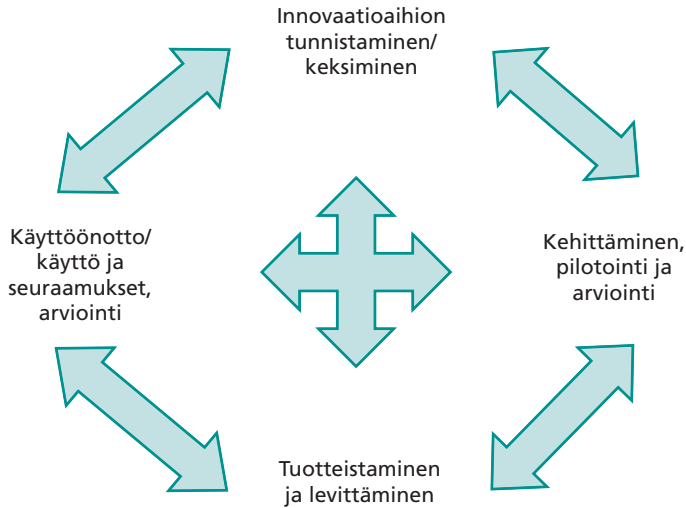 Innovaatioaihion
tunnistaminen/
keksiminen
Käyttöönotto/
käyttö ja
seuraamukset,
arviointi
Kehittäminen,
pilotointi ja
arviointi
Tuotteistaminen
ja levittäminen